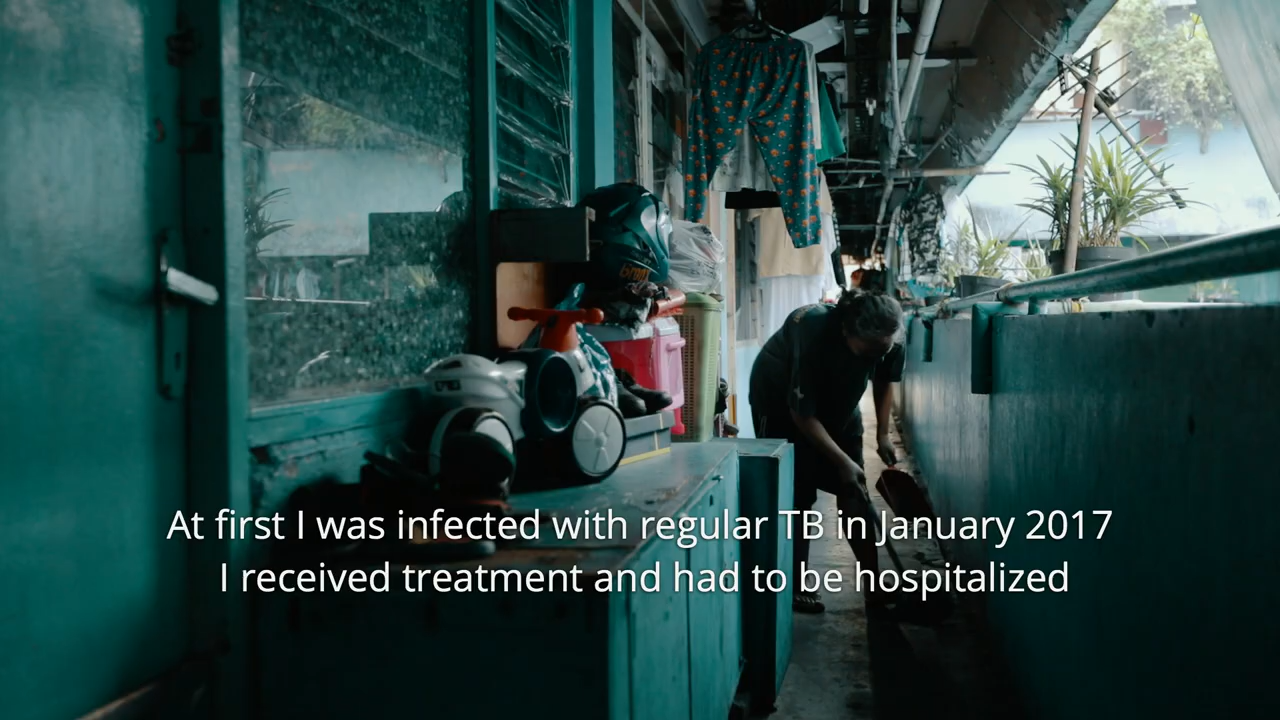 At first I was infected with regular TB in January 2017
I received treatment and had to be hospitalized